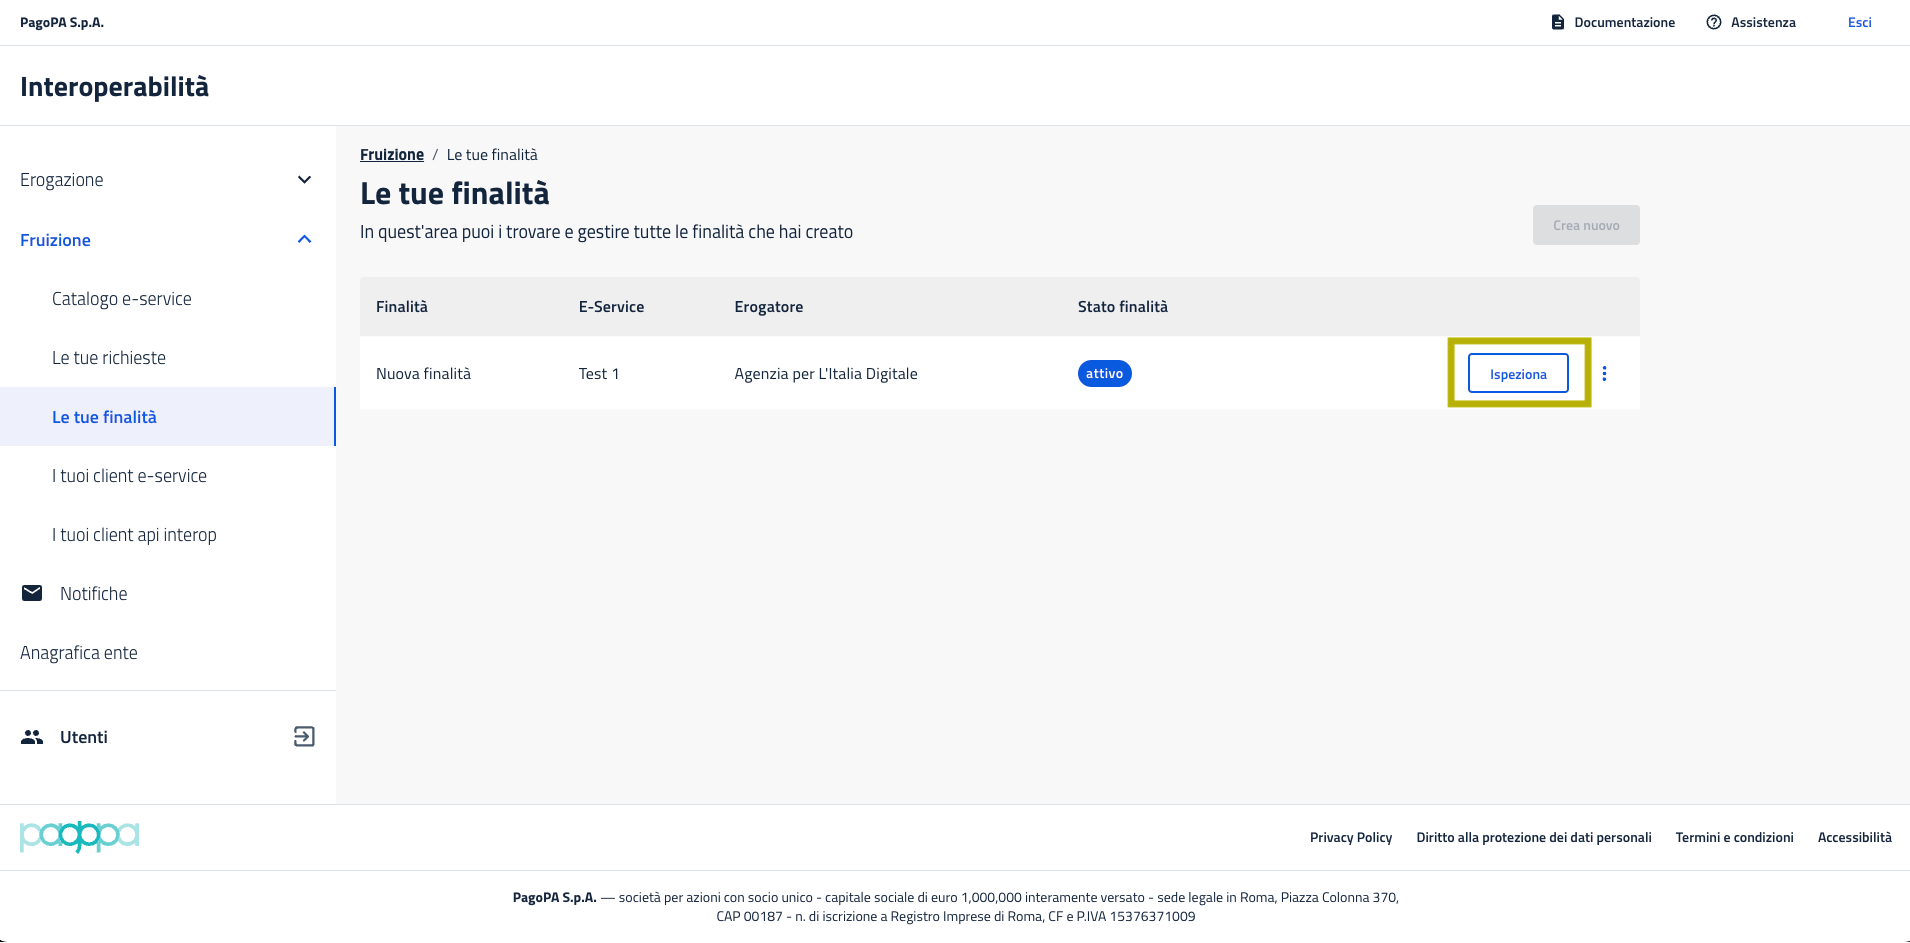 PagoPA S.p.A.
Documentazione
Assistenza
Esci
Interoperabilità
Erogazione
Fruizione
Catalogo e-service
Le tue richieste
Le tue finalità
I tuoi client e-service
I tuoi client api interop
Notifiche
Anagrafica ente
Utenti
Fruizione / Le tue finalità
Le tue finalità
In quest'area puoi i trovare e gestire tutte le finalità che hai creato
Crea nuovo
Finalità E-Service Erogatore Stato finalità
Nuova finalità Test 1 Agenzia per L'Italia Digitale attivo Ispeziona
pagopa
Privacy Policy Diritto alla protezione dei dati personali Termini e condizioni Accessibilità
PagoPA S.p.A. — società per azioni con socio unico - capitale sociale di euro 1,000,000 interamente versato - sede legale in Roma, Piazza Colonna 370,
CAP 00187 - n. di iscrizione a Registro Imprese di Roma, CF e P.IVA 15376371009